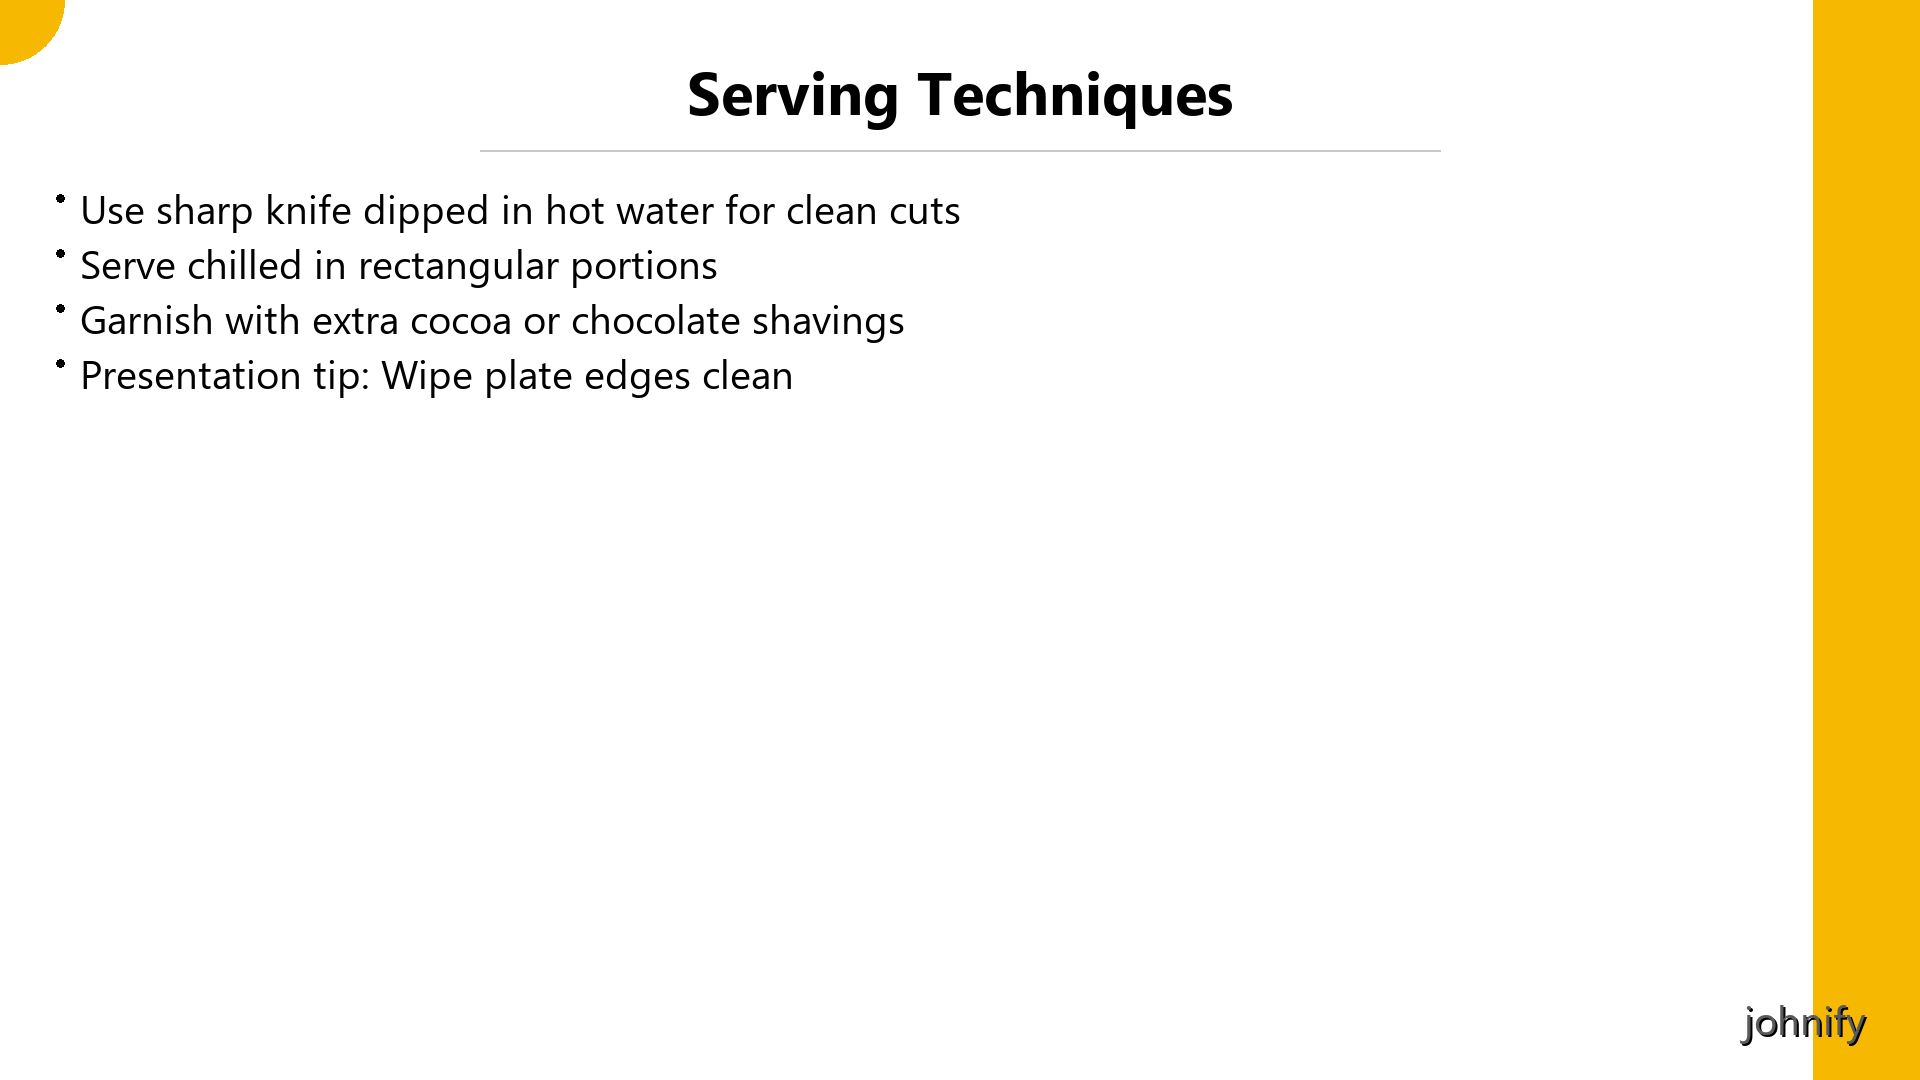 Serving Techniques
• Use sharp knife dipped in hot water for clean cuts
• Serve chilled in rectangular portions
• Garnish with extra cocoa or chocolate shavings
• Presentation tip: Wipe plate edges clean
johnify